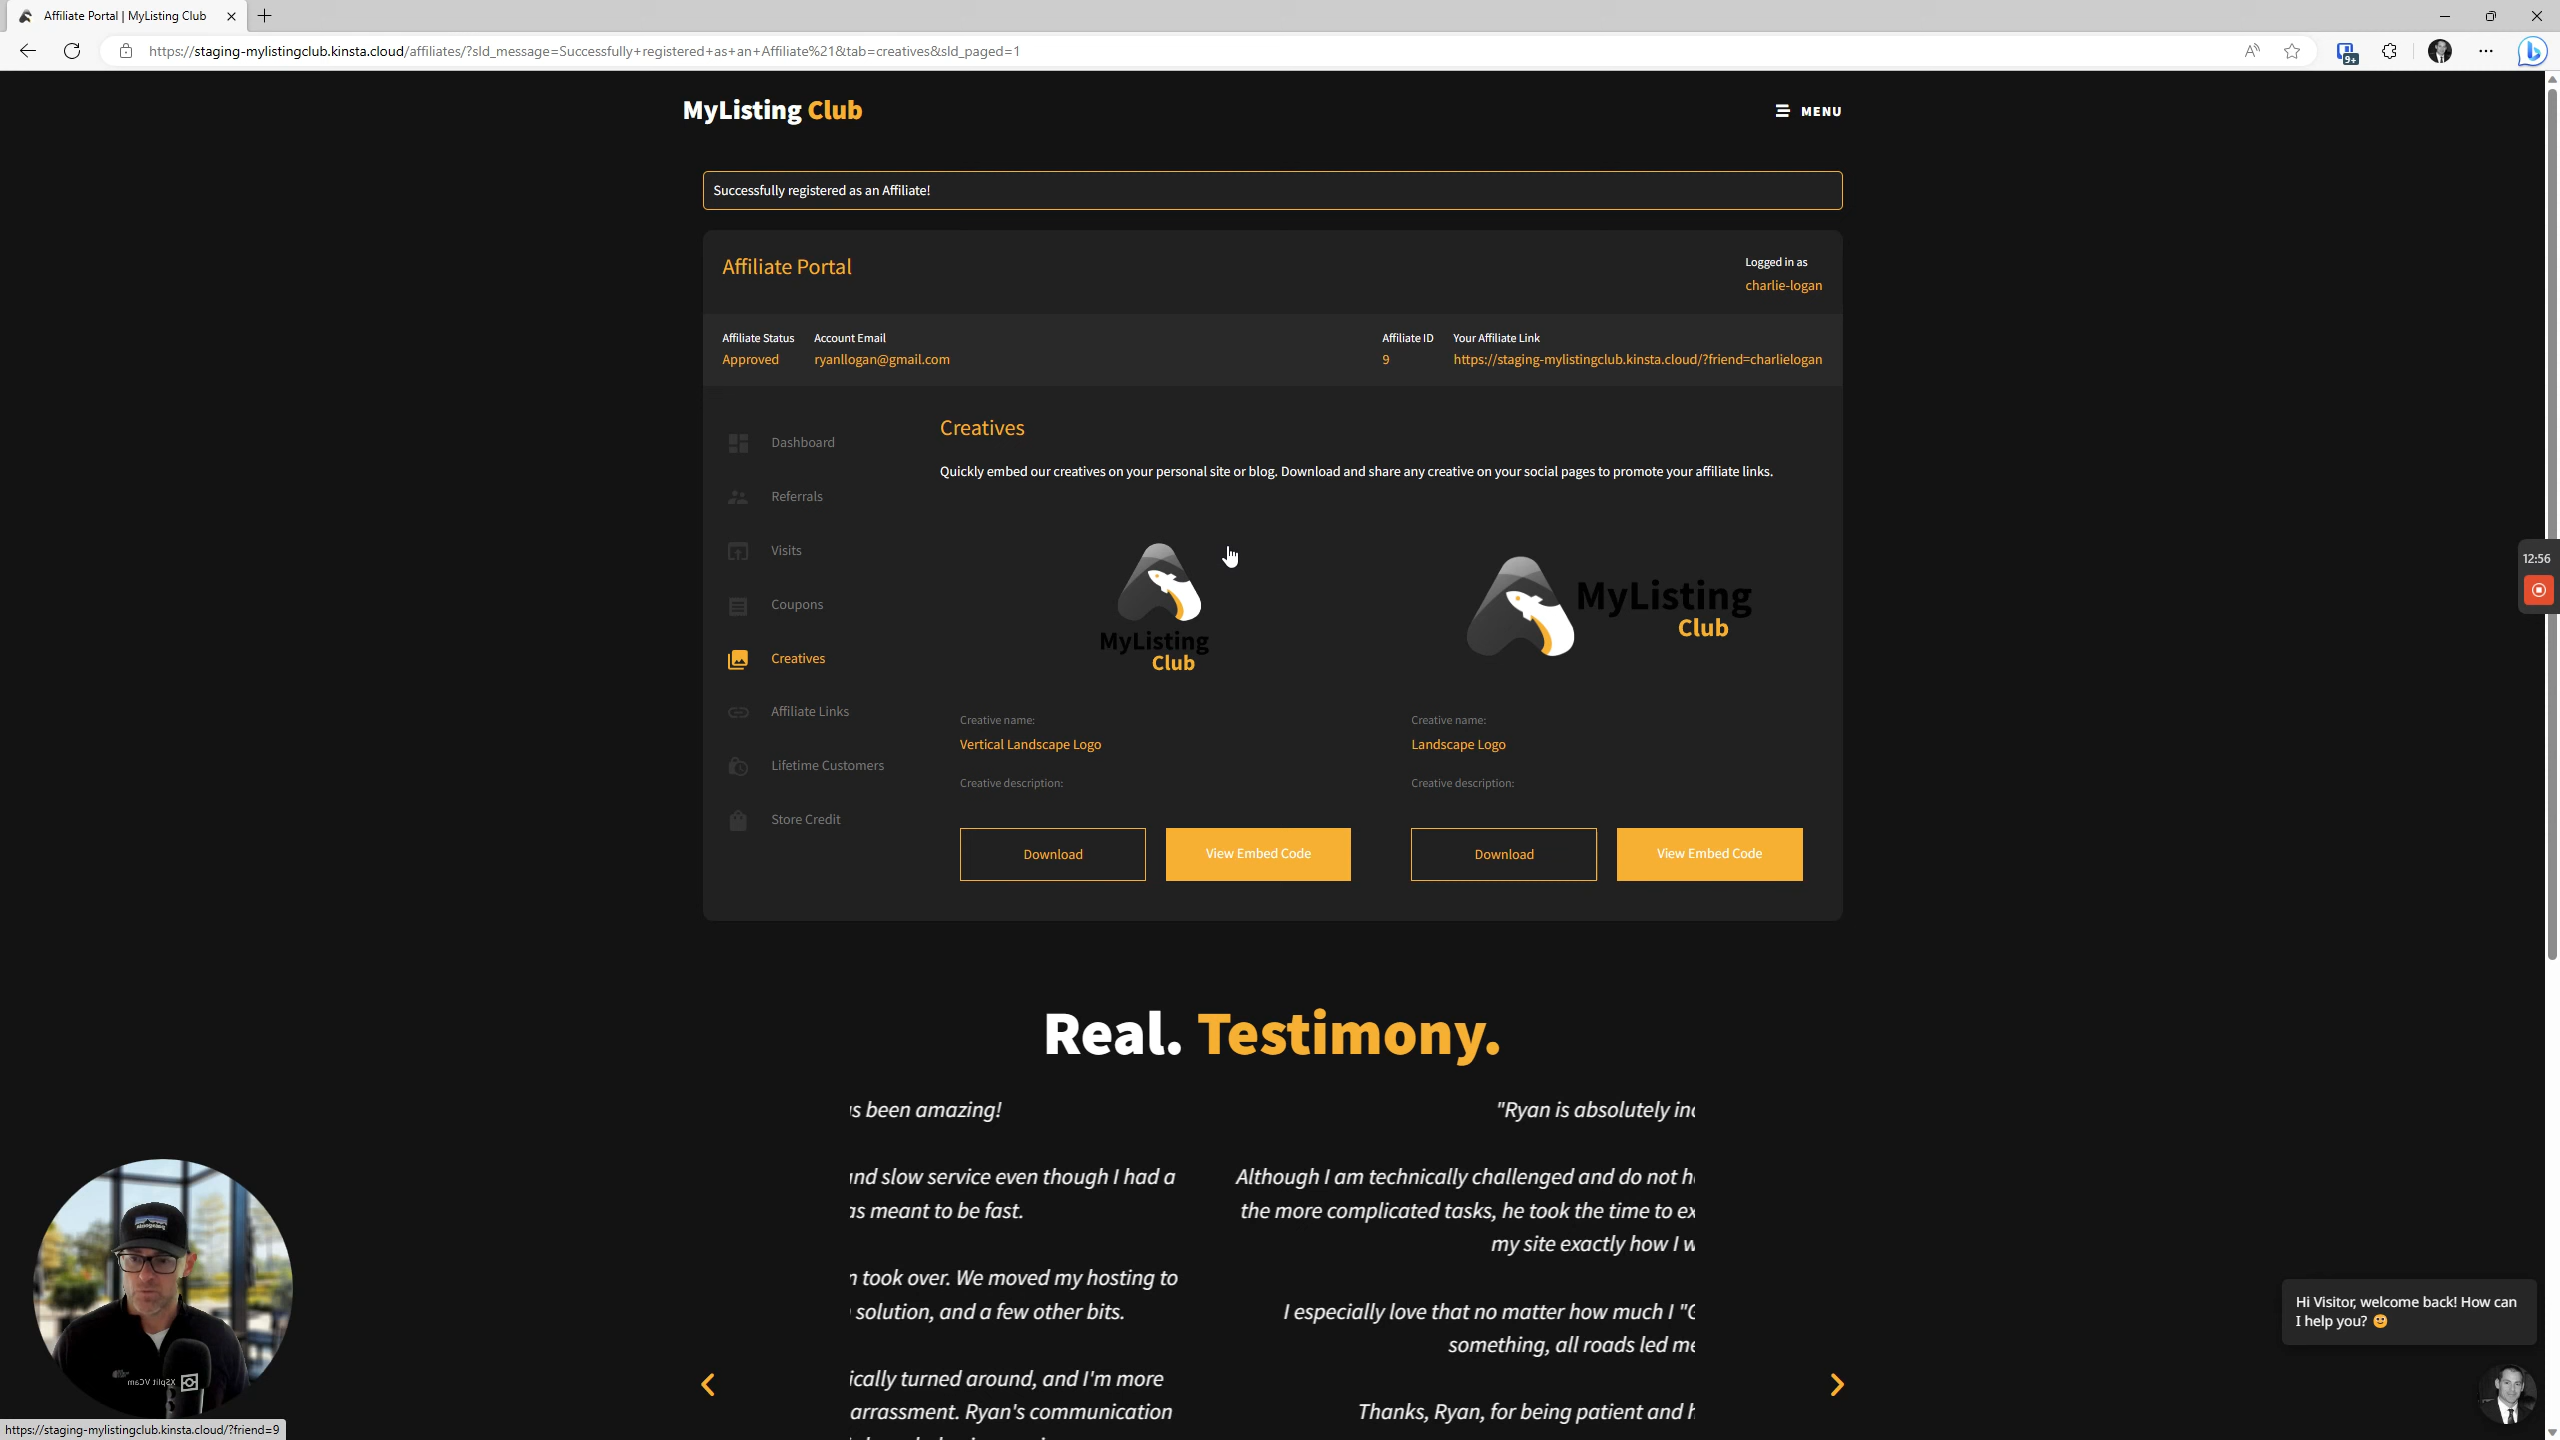 Affiliate Portal | MyListing Club
https://staging-mylistingclub.kinsta.cloud/affiliates/?sld_message=Successfully+registered+as+an+Affiliate%21&tab=creatives&sld_paged=1
9+
MyListing Club
MENU
Successfully registered as an Affiliate!
Affiliate Portal
Logged in as
charlie-logan
Affiliate Status
Account Email
Affiliate ID
Your Affiliate Link
Approved
ryanllogan@gmail.com
9
https://staging-mylistingclub.kinsta.cloud/?friend=charlielogan
Dashboard
Referrals
Visits
Coupons
Creatives
Affiliate Links
Lifetime Customers
Store Credit
Creatives
Quickly embed our creatives on your personal site or blog. Download and share any creative on your social pages to promote your affiliate links.
MyListing
Club
Creative name:
Vertical Landscape Logo
Creative description:
Download
View Embed Code
MyListing
Club
Creative name:
Landscape Logo
Creative description:
Download
View Embed Code
12:56
Real. Testimony.
s been amazing!
nd slow service even though I had a
as meant to be fast.
n took over. We moved my hosting to
solution, and a few other bits.
ically turned around, and I'm more
arrassment. Ryan's communication
"Ryan is absolutely inc
Although I am technically challenged and do not h
the more complicated tasks, he took the time to ex
my site exactly how I w
I especially love that no matter how much I "G
something, all roads led me
Thanks, Ryan, for being patient and h
Hi Visitor, welcome back! How can
I help you?
XSplit VCam
https://staging-mylistingclub.kinsta.cloud/?friend=9